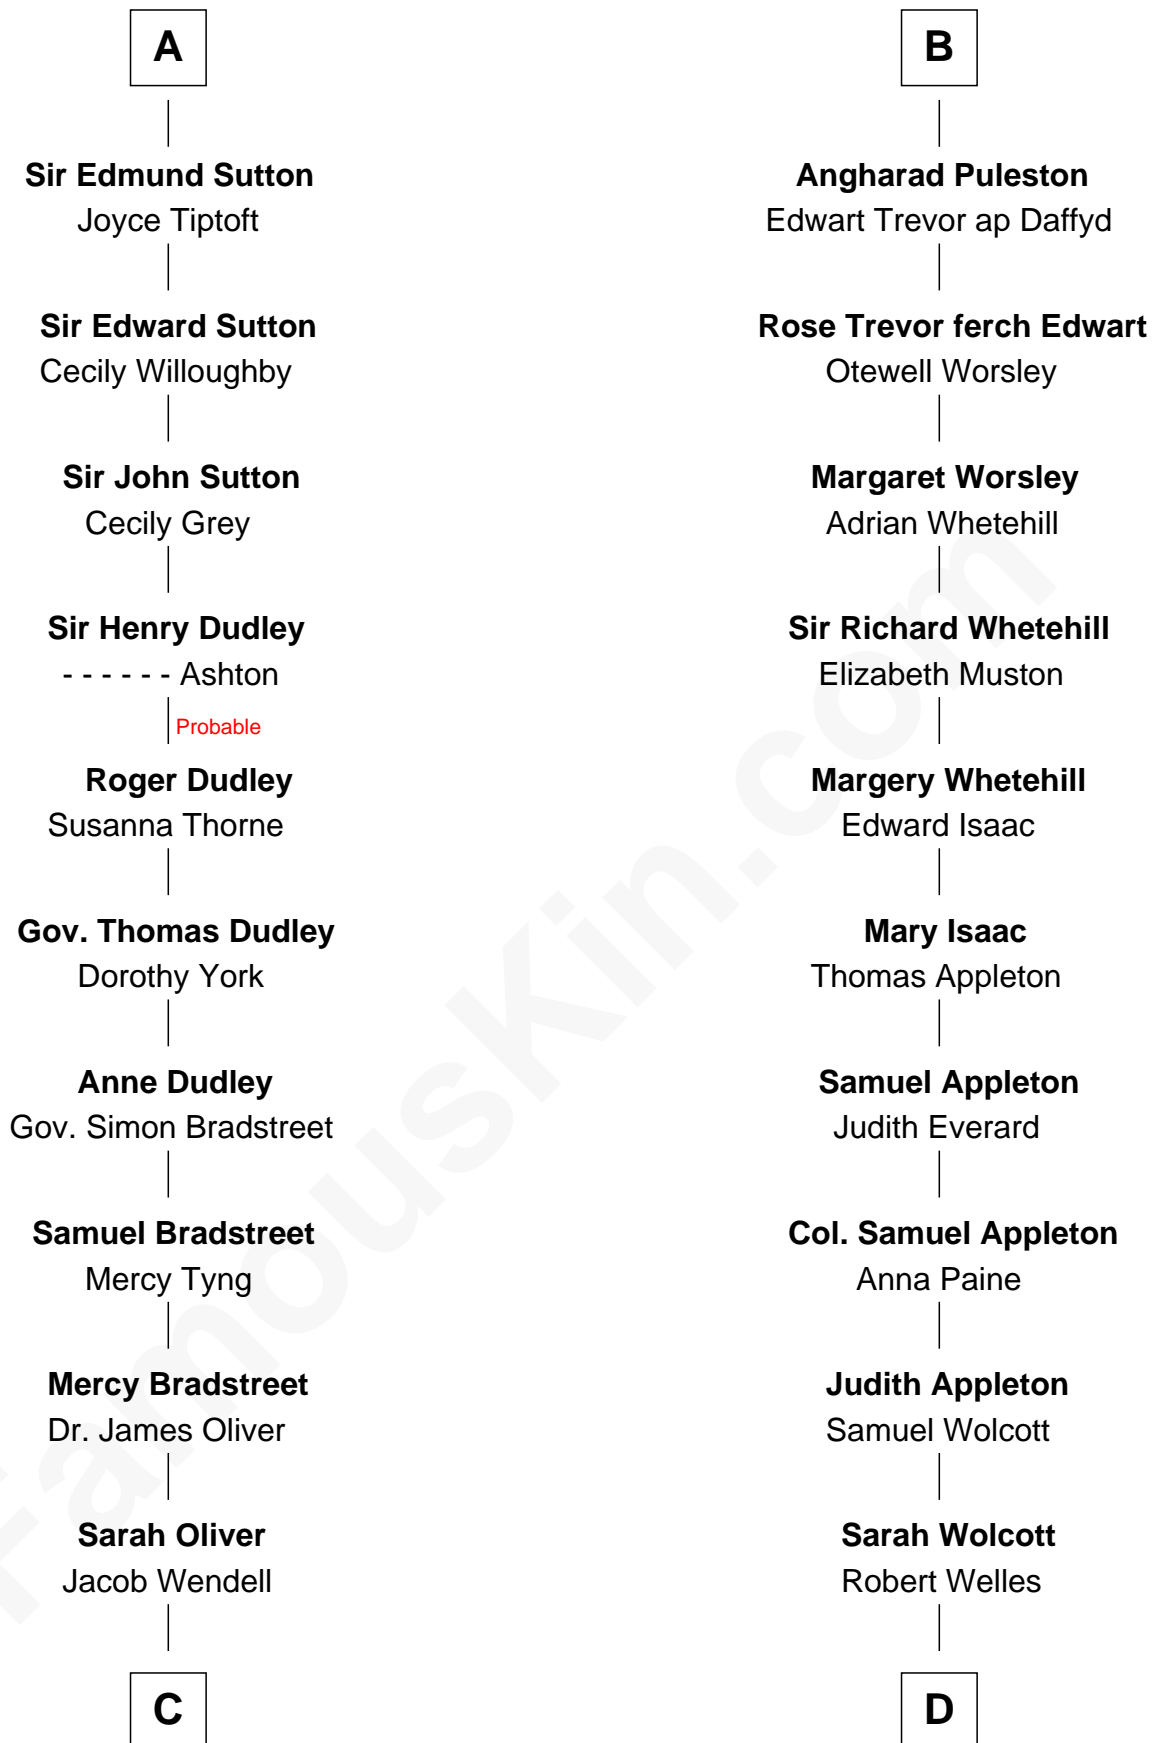 A
Sir Edmund Sutton
Joyce Tiptoft
Sir Edward Sutton
Cecily Willoughby
Sir John Sutton
Cecily Grey
Sir Henry Dudley
- - - - - - Ashton
Probable
Roger Dudley
Susanna Thorne
Gov. Thomas Dudley
Dorothy York
Anne Dudley
Gov. Simon Bradstreet
Samuel Bradstreet
Mercy Tyng
Mercy Bradstreet
Dr. James Oliver
Sarah Oliver
Jacob Wendell
C
B
Angharad Puleston
Edwart Trevor ap Daffyd
Rose Trevor ferch Edwart
Otewell Worsley
Margaret Worsley
Adrian Whetehill
Sir Richard Whetehill
Elizabeth Muston
Margery Whetehill
Edward Isaac
Mary Isaac
Thomas Appleton
Samuel Appleton
Judith Everard
Col. Samuel Appleton
Anna Paine
Judith Appleton
Samuel Wolcott
Sarah Wolcott
Robert Welles
D
FamousKin.com